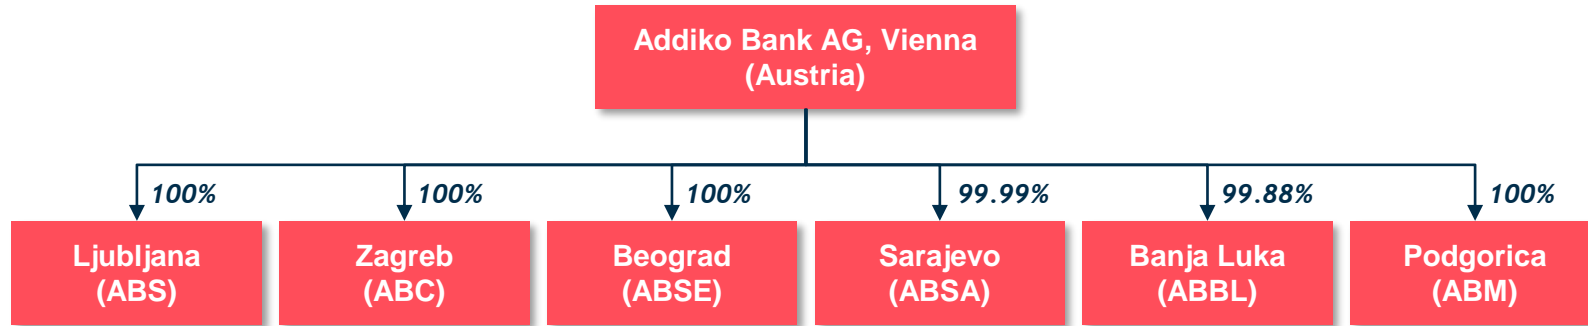 Addiko Bank AG, Vienna
(Austria)
100%
100%
100%
99.99%
99.88%
100%
Ljubljana
(ABS)
Zagreb
(ABC)
Beograd
(ABSE)
Sarajevo
(ABSA)
Banja Luka
(ABBL)
Podgorica
(ABM)